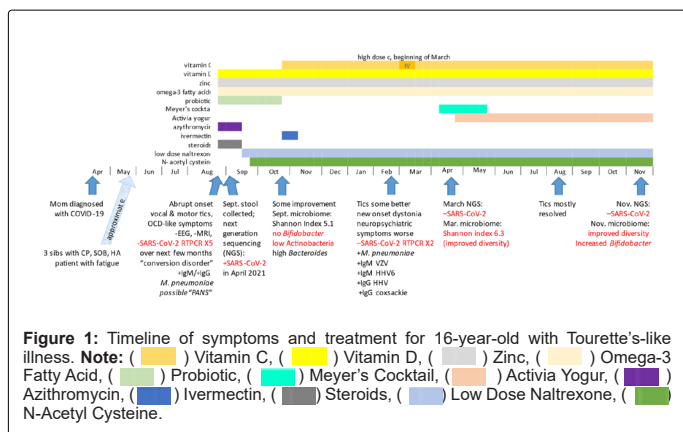 high dose c, beginning of March
vitamin C
IV
vitamin D
zinc
omega-3 fatty acids
probiotic
Meyer's cocktai
Activia yogur
azythromycin
ivermectin
steroids
low dose naltrexon
N- acetyl cystein
Apr May Jun Jul Aug Sep Oct Nov Dec Jan Feb Mar Apr May Jun Jul Aug Sep Oct Nov
approximate
Mom diagnosed
with COVID -19
3 sibs with CP, SOB, HA
patient with fatigue
Abrupt onset
vocal & motor tics,
OCD-like symptoms
-EEG, -MRI,
-SARS-CoV-2 RTPCR X5
over next few months
"conversion disorder"
+IgM/+IgG
M. pneumoniae
possible "PANS"
Sept. stool
collected;
next
generation
sequencing
(NGS):
+SARS-CoV-2
in April 2021
Some improvement
Sept. microbiome:
Shannon Index 5.1
no Bifidobacter
low Actinobacteria
high Bacteroides
Tics some better
new onset dystonia
neuropsychiatric
symptoms worse
−SARS-CoV-2 RTPCR X2
+M. pneumoniae
+IgM VZV
+IgM HHV6
+IgG HHV
+IgG coxsackie
March NGS:
−SARS-CoV-2
Mar. microbiome:
Shannon index 6.3
(improved diversity)
Tics mostly
resolved
Nov. NGS:
−SARS-CoV-2
Nov. microbiome:
improved diversity
Increased Bifidobacter
Figure 1: Timeline of symptoms and treatment for 16-year-old with Tourette's-like
illness. Note: ( ) Vitamin C, ( ) Vitamin D, ( ) Zinc, ( ) Omega-3
Fatty Acid, ( ) Probiotic, ( ) Meyer's Cocktail, ( ) Activia Yogur, ( )
Azithromycin, ( ) Ivermectin, ( ) Steroids, ( ) Low Dose Naltrexone, ( )
N-Acetyl Cysteine.